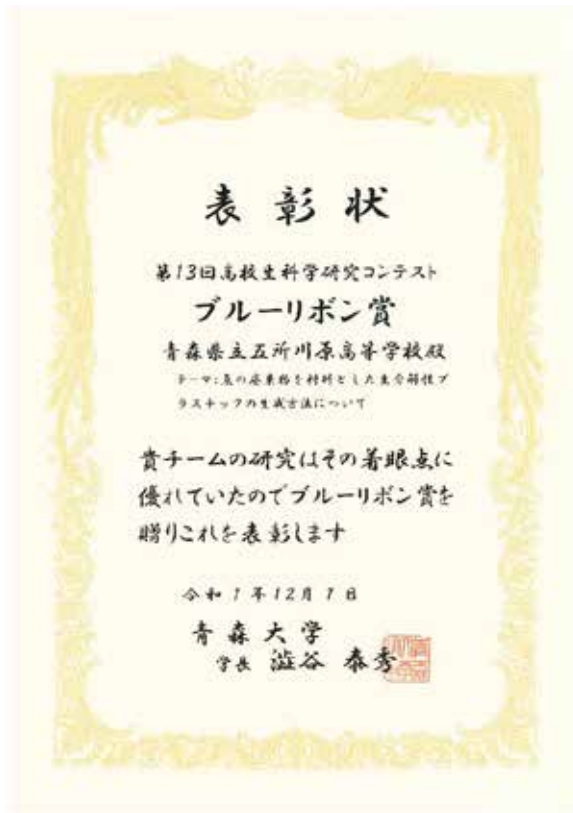 表彰状
第13回高校生科学研究コンテスト
ブルーリボン賞
青森県立五所川原高等学校殿
テーマ:魚の廃棄物を材料とした生分解性プ
ラスチックの生成方法について
貴チームの研究はその着眼点に
優れていたのでブルーリボン賞を
贈りこれを表彰します
令和1年12月7日
青森大学
学長 澁谷 泰秀